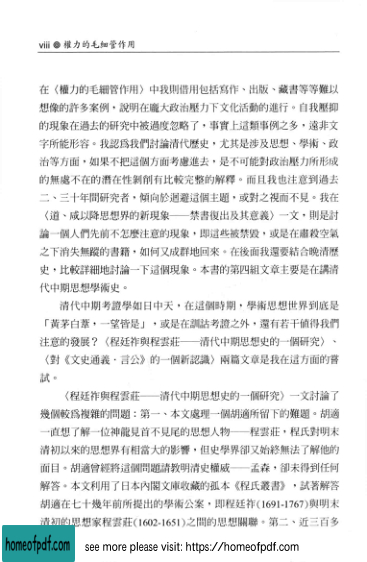 viii ● 權力的毛細管作用
在〈權力的毛細管作用〉中我則借用包括寫作、出版、藏書等等難以
想像的許多案例，說明在龐大政治壓力下文化活動的進行。自我壓抑
的現象在過去的研究中被過度忽略了，事實上這類事例之多，遠非文
字所能形容。我認爲我們討論清代歷史，尤其是涉及思想、學術、政
治等方面，如果不把這個方面考慮進去，是不可能對政治壓力所形成
的無處不在的潛在性剝削有比較完整的解釋。而且我也注意到過去
二、三十年間研究者，傾向於迴避這個主題，或對之視而不見。我在
〈道、咸以降思想界的新現象──禁書復出及其意義〉一文，則是討
論一個人們先前不怎麼注意的現象，即這些被禁毀，或是在肅殺空氣
之下消失無蹤的書籍，如何又成群地回來。在後面我還要結合晚清歷
史，比較詳細地討論一下這個現象。本書的第四組文章主要是在講清
代中期思想學術史。
清代中期考證學如日中天，在這個時期，學術思想世界到底是
「黃茅白葦，一望皆是」，或是在訓詁考證之外，還有若干値得我們
注意的發展？〈程廷祚與程雲莊──清代中期思想史的一個研究〉、
〈對《文史通義．言公》的一個新認識〉兩篇文章是我在這方面的嘗
試。
〈程廷祚與程雲莊──清代中期思想史的一個研究〉一文討論了
幾個較爲複雜的問題：第一、本文處理一個胡適所留下的難題。胡適
一直想了解一位神龍見首不見尾的思想人物──程雲莊，程氏對明末
清初以來的思想界有相當大的影響，但史學界卻又始終無法了解他的
面目。胡適曾經將這個問題請教明清史權威──孟森，卻未得到任何
解答。本文利用了日本內閣文庫收藏的孤本《程氏叢書》，試著解答
胡適在七十幾年前所提出的學術公案，即程廷祚(1691-1767)與明末
清初的思想家程雲莊(1602-1651)之間的思想關聯。第二、近三百多
homeofpdf.com
see more please visit: https://homeofpdf.com